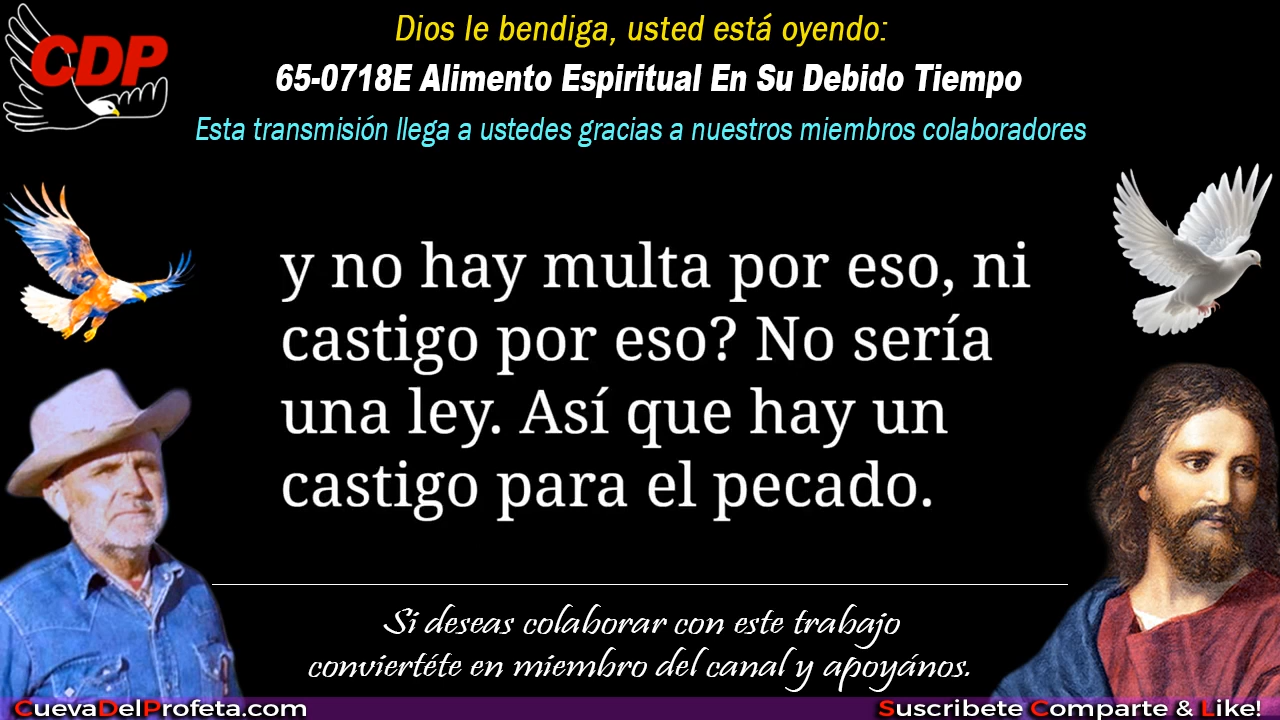 CDP
Dios le bendiga, usted está oyendo:
65-0718E Alimento Espiritual En Su Debido Tiempo
Esta transmisión llega a ustedes gracias a nuestros miembros colaboradores
y no hay multa por eso, ni
castigo por eso? No sería
una ley. Así que hay un
castigo para el pecado.
Si deseas colaborar con este trabajo
conviertéte en miembro del canal y apoyános.
CuevaDelProfeta.com
Suscribete Comparte & Like!